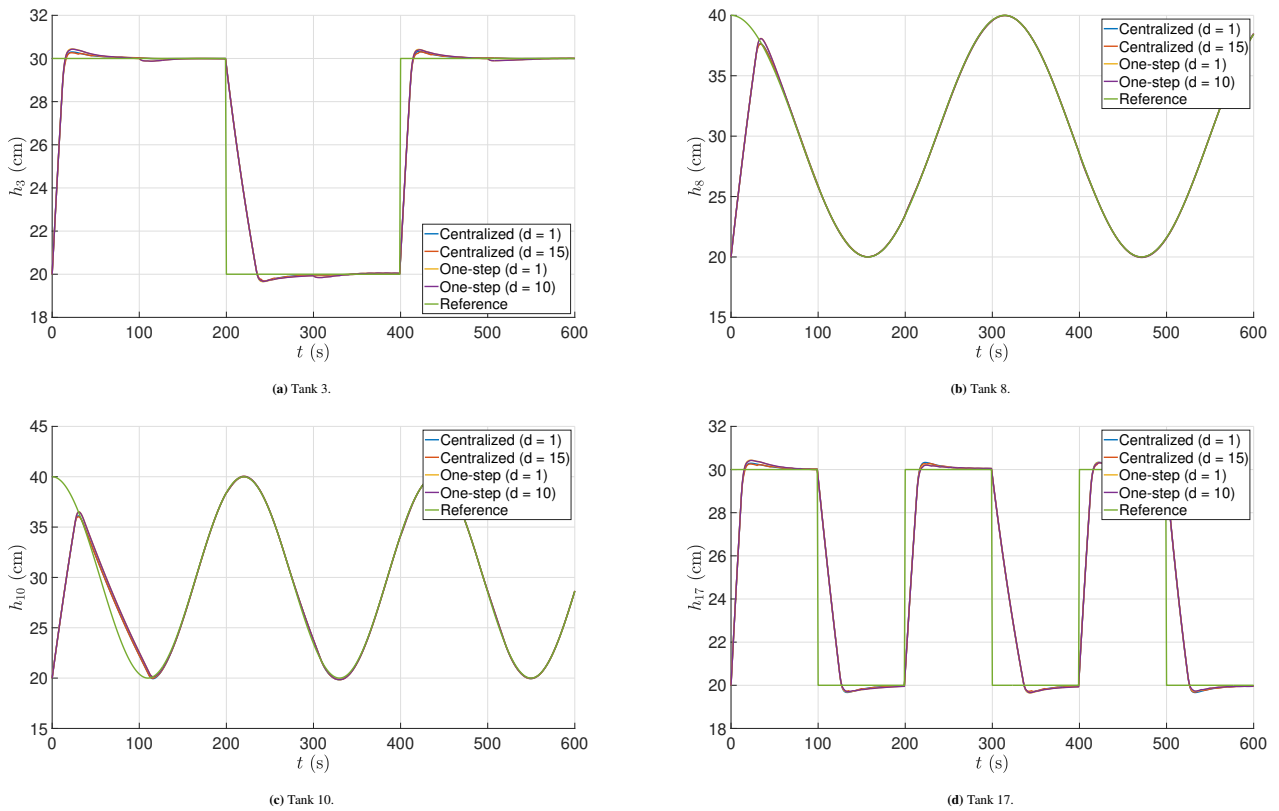 32
30
28
26
24
22
20
18
h3 (cm)
0 100 200 300 400 500 600
t (s)
Centralized (d = 1)
Centralized (d = 15)
One-step (d = 1)
One-step (d = 10)
Reference
(a) Tank 3.
40
35
30
25
20
15
h8 (cm)
0 100 200 300 400 500 600
t (s)
Centralized (d = 1)
Centralized (d = 15)
One-step (d = 1)
One-step (d = 10)
Reference
(b) Tank 8.
45
40
35
30
25
20
15
h10 (cm)
0 100 200 300 400 500 600
t (s)
Centralized (d = 1)
Centralized (d = 15)
One-step (d = 1)
One-step (d = 10)
Reference
(c) Tank 10.
32
30
28
26
24
22
20
18
h17 (cm)
0 100 200 300 400 500 600
t (s)
Centralized (d = 1)
Centralized (d = 15)
One-step (d = 1)
One-step (d = 10)
Reference
(d) Tank 17.